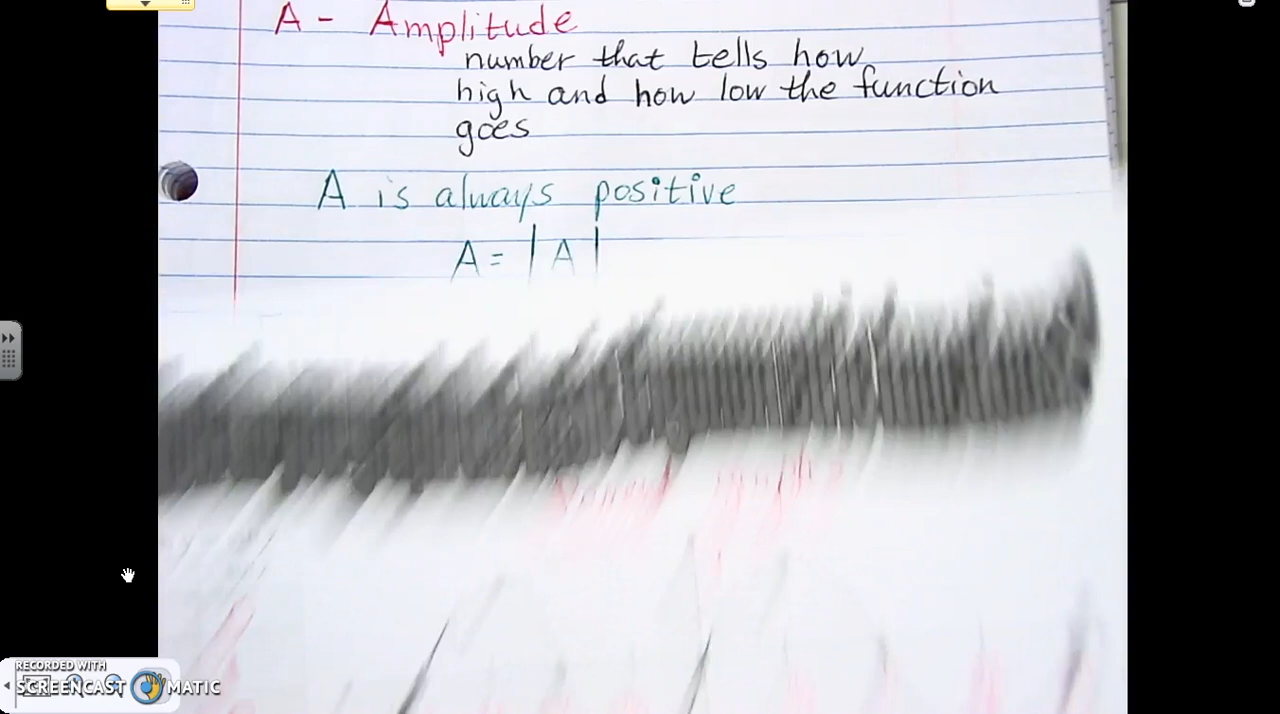 A - Amplitude
number that tells how
high and how low the function
goes
A is always positive
A = | A |
RECORDED WITH
SCREENCAST MATIC